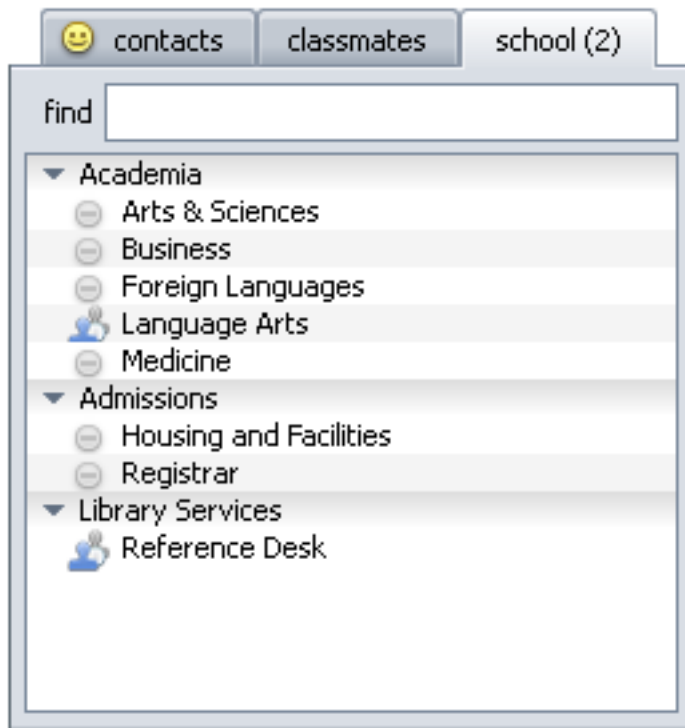 contacts classmates school (2)
find
Academia
Arts & Sciences
Business
Foreign Languages
Language Arts
Medicine
Admissions
Housing and Facilities
Registrar
Library Services
Reference Desk